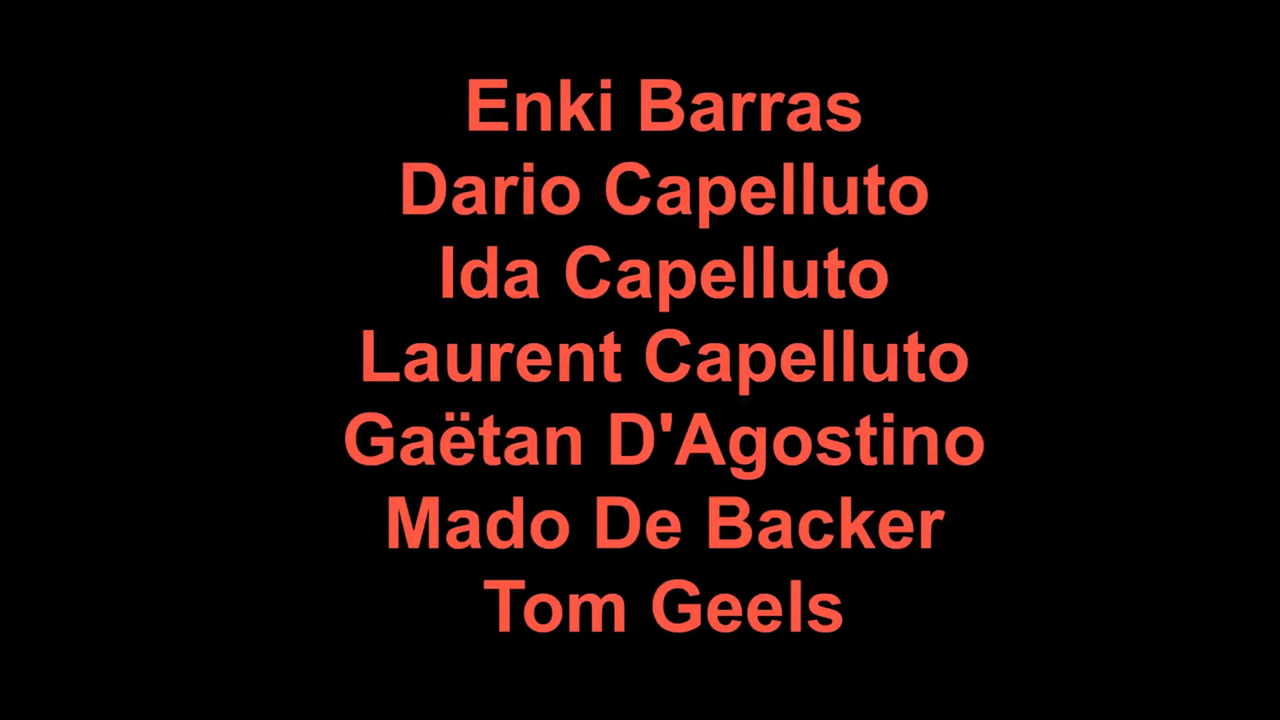 Enki Barras
Dario Capelluto
Ida Capelluto
Laurent Capelluto
Gaëtan D'Agostino
Mado De Backer
Tom Geels